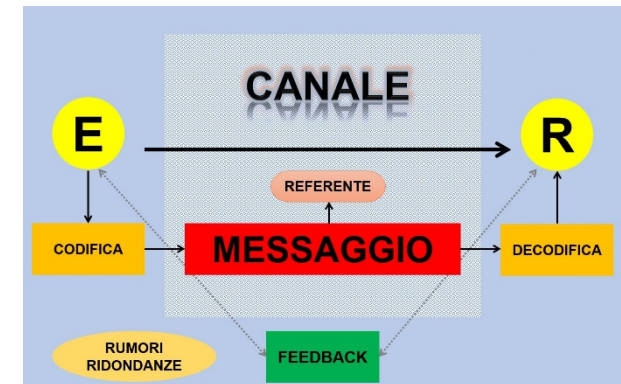 CANALE
E
R
REFERENTE
CODIFICA
MESSAGGIO
DECODIFICA
RUMORI
RIDONDANZE
FEEDBACK